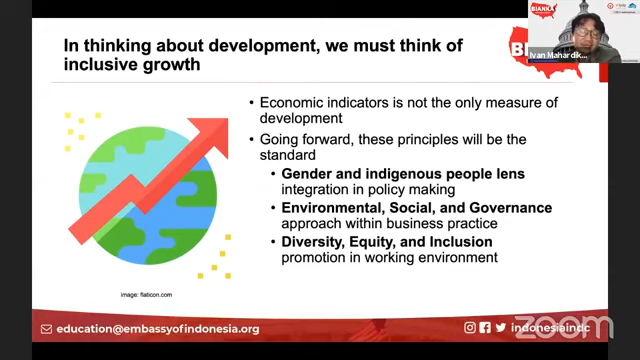 In thinking about development, we must think of
inclusive growth
BIANKA
Ivan Mahardik...
• Economic indicators is not the only measure of
development
• Going forward, these principles will be the
standard
• Gender and indigenous people lens
integration in policy making
• Environmental, Social, and Governance
approach within business practice
• Diversity, Equity, and Inclusion
promotion in working environment
image: flaticon.com
education@embassyofindonesia.org
indonesiaindc
zoom